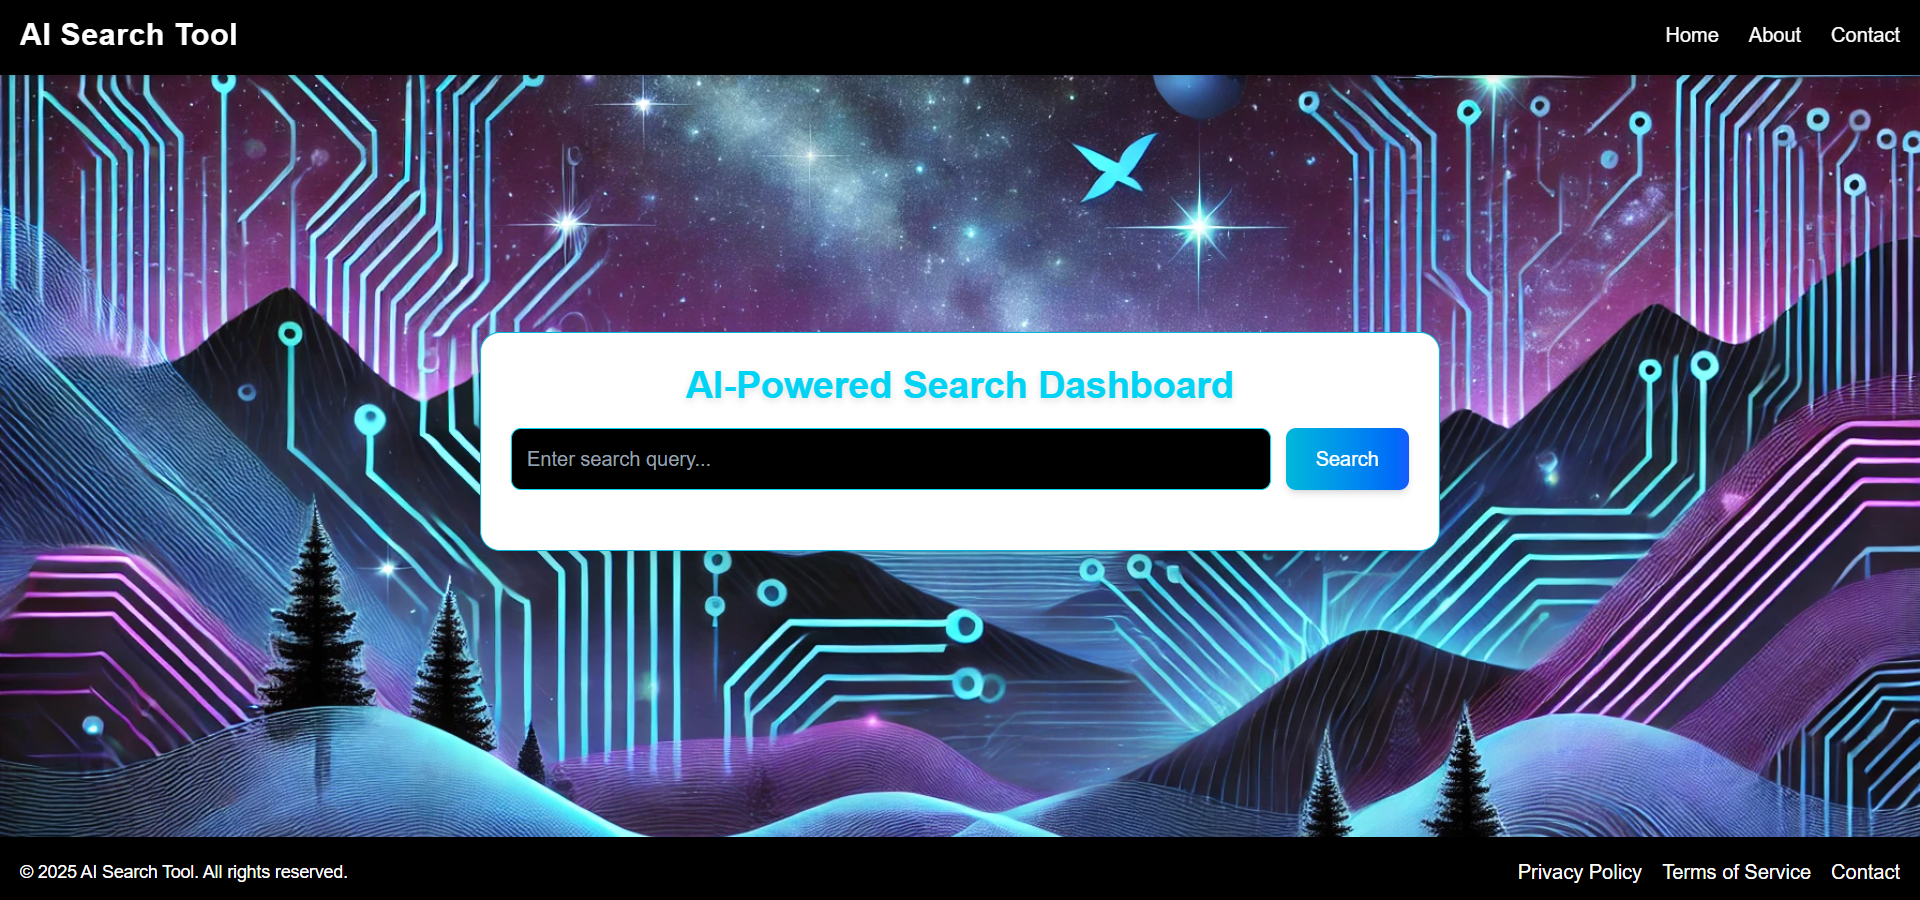 AI Search Tool
Home About Contact
AI-Powered Search Dashboard
Enter search query...
Search
© 2025 AI Search Tool. All rights reserved.
Privacy Policy Terms of Service Contact